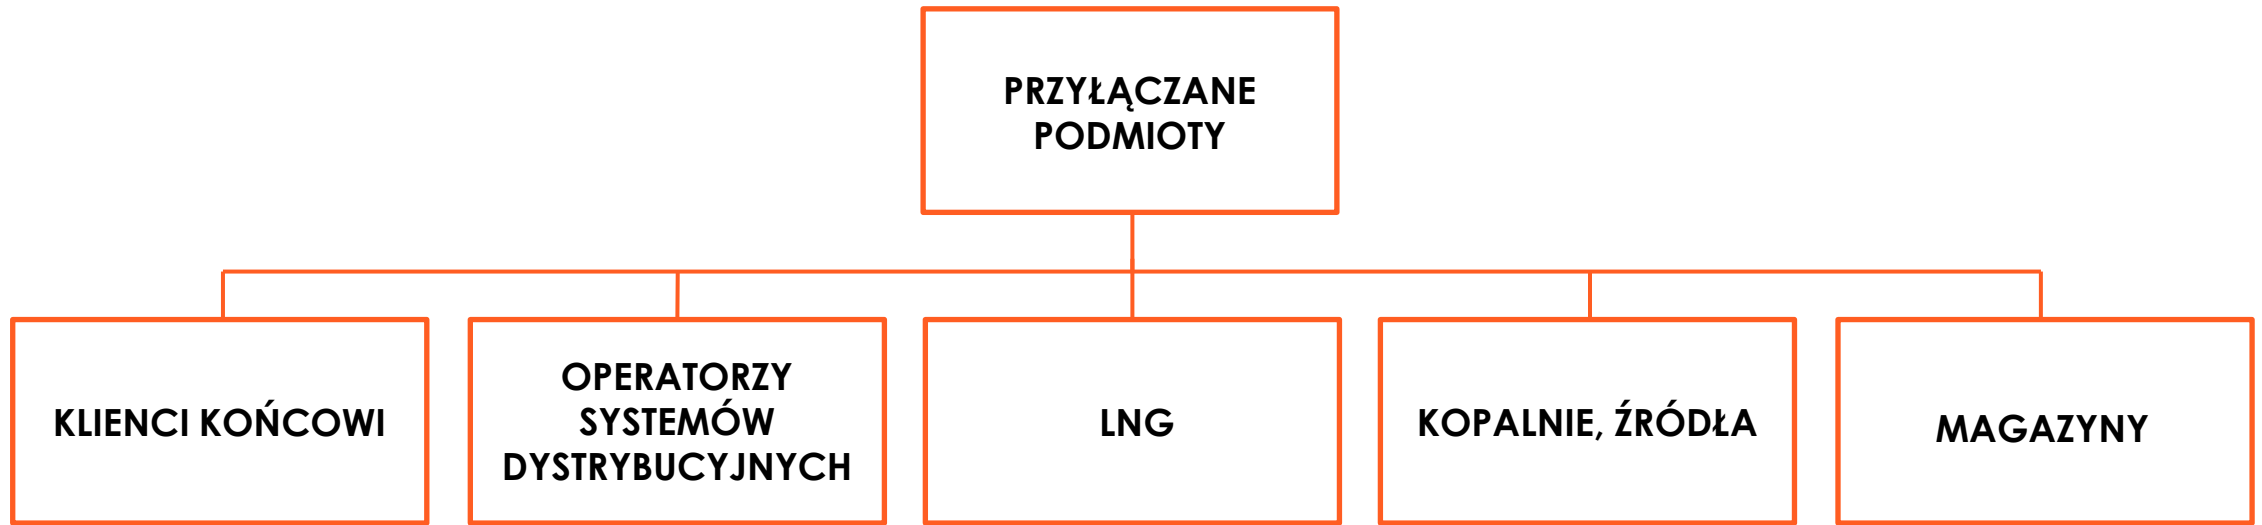 PRZYŁĄCZANE
PODMIOTY
KLIENCI KOŃCOWI
OPERATORZY
SYSTEMÓW
DYSTRYBUCYJNYCH
LNG
KOPALNIE, ŹRÓDŁA
MAGAZYNY